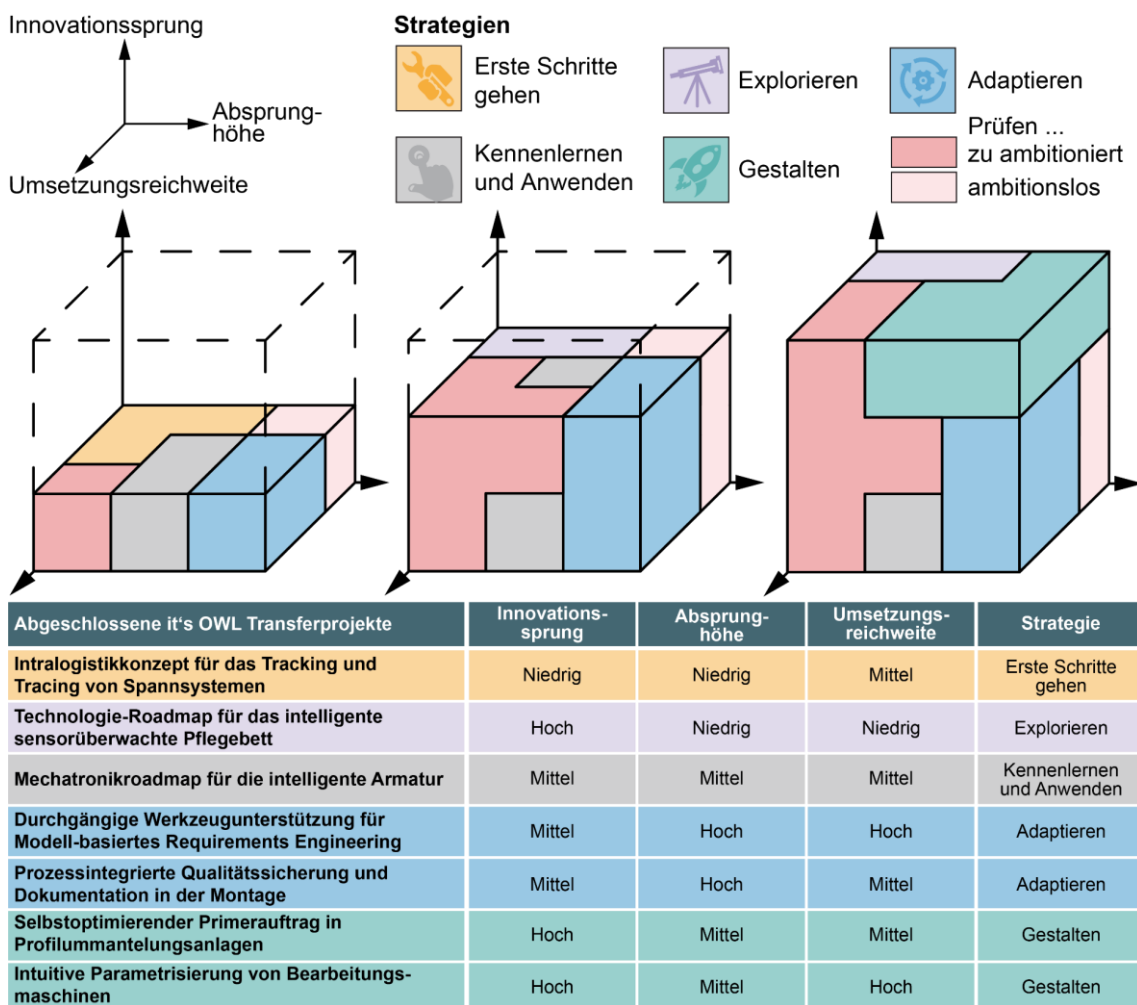 Innovationssprung
Absprung-
höhe
Umsetzungsreichweite
Strategien
Erste Schritte
gehen
Explorieren
Adaptieren
Kennenlernen
und Anwenden
Gestalten
Prüfen ...
zu ambitioniert
ambitionslos
Abgeschlossene it's OWL Transferprojekte
Innovations-
sprung
Absprung-
höhe
Umsetzungs-
reichweite
Strategie
Intralogistikkonzept für das Tracking und
Tracing von Spannsystemen
Niedrig
Niedrig
Mittel
Erste Schritte
gehen
Technologie-Roadmap für das intelligente
sensorüberwachte Pflegebett
Hoch
Niedrig
Niedrig
Explorieren
Mechatronikroadmap für die intelligente Armatur
Mittel
Mittel
Mittel
Kennenlernen
und Anwenden
Durchgängige Werkzeugunterstützung für
Modell-basiertes Requirements Engineering
Mittel
Hoch
Hoch
Adaptieren
Prozessintegrierte Qualitätssicherung und
Dokumentation in der Montage
Mittel
Hoch
Mittel
Adaptieren
Selbstoptimierender Primerauftrag in
Profilummantelungsanlagen
Hoch
Mittel
Mittel
Gestalten
Intuitive Parametrisierung von Bearbeitungs-
maschinen
Hoch
Mittel
Hoch
Gestalten